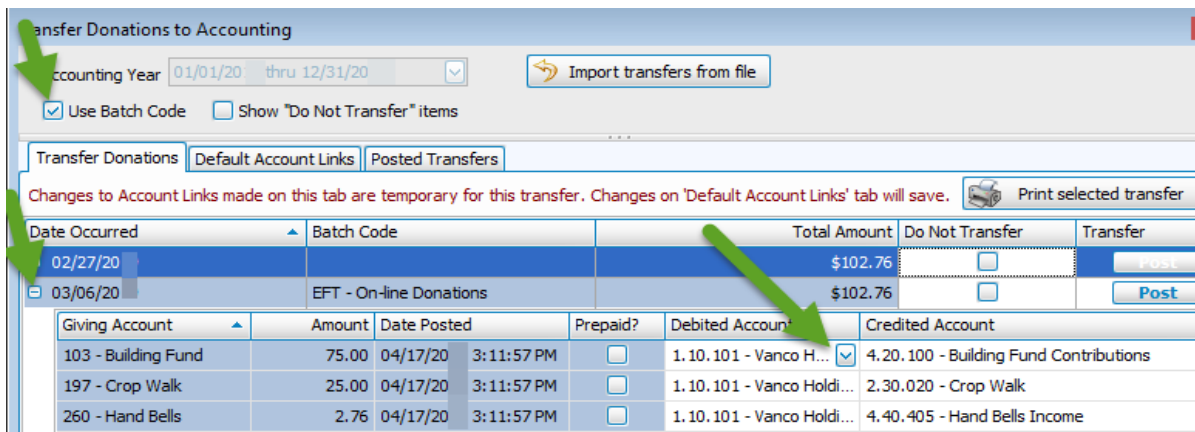 ansfer Donations to Accounting
ccounting Year 01/01/20 thru 12/31/20 Import transfers from file
Use Batch Code Show "Do Not Transfer" items
Transfer Donations Default Account Links Posted Transfers
Changes to Account Links made on this tab are temporary for this transfer. Changes on 'Default Account Links' tab will save. Print selected transfer
Date Occurred Batch Code Total Amount Do Not Transfer Transfer
02/27/20 $102.76 Post
03/06/20 EFT - On-line Donations $102.76 Post
Giving Account Amount Date Posted Prepaid? Debited Account Credited Account
103 - Building Fund 75.00 04/17/20 3:11:57 PM 1.10.101 - Vanco H... 4.20.100 - Building Fund Contributions
197 - Crop Walk 25.00 04/17/20 3:11:57 PM 1.10.101 - Vanco Holdi... 2.30.020 - Crop Walk
260 - Hand Bells 2.76 04/17/20 3:11:57 PM 1.10.101 - Vanco Holdi... 4.40.405 - Hand Bells Income